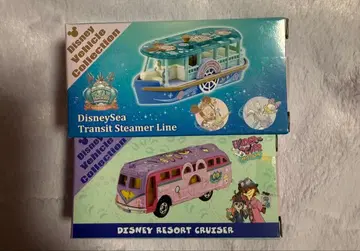 Disney
Vehicle
Collection
DisneySea
Transit Steamer Line
Disney
Vehicle
Collection
DISNEY RESORT CRUISER